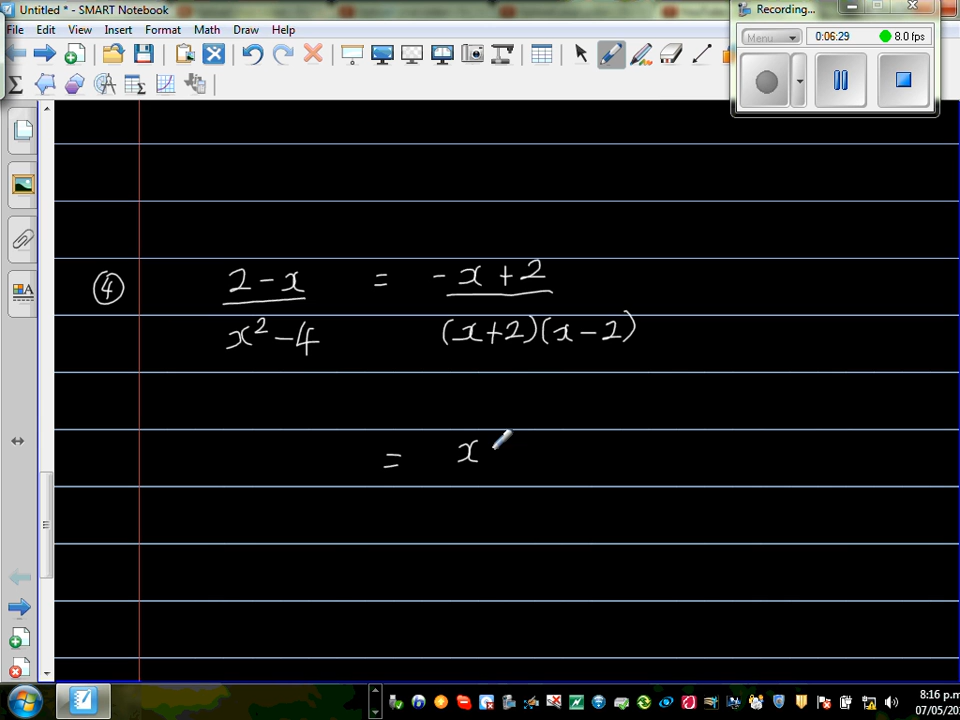 Untitled * - SMART Notebook
Recording...
File Edit View Insert Format Math Draw Help
Menu
0:06:29
8.0 fps
④ 2 - x = - x + 2
x² - 4 (x+2)(x-2)
= x
8:16 p.m
07/05/20